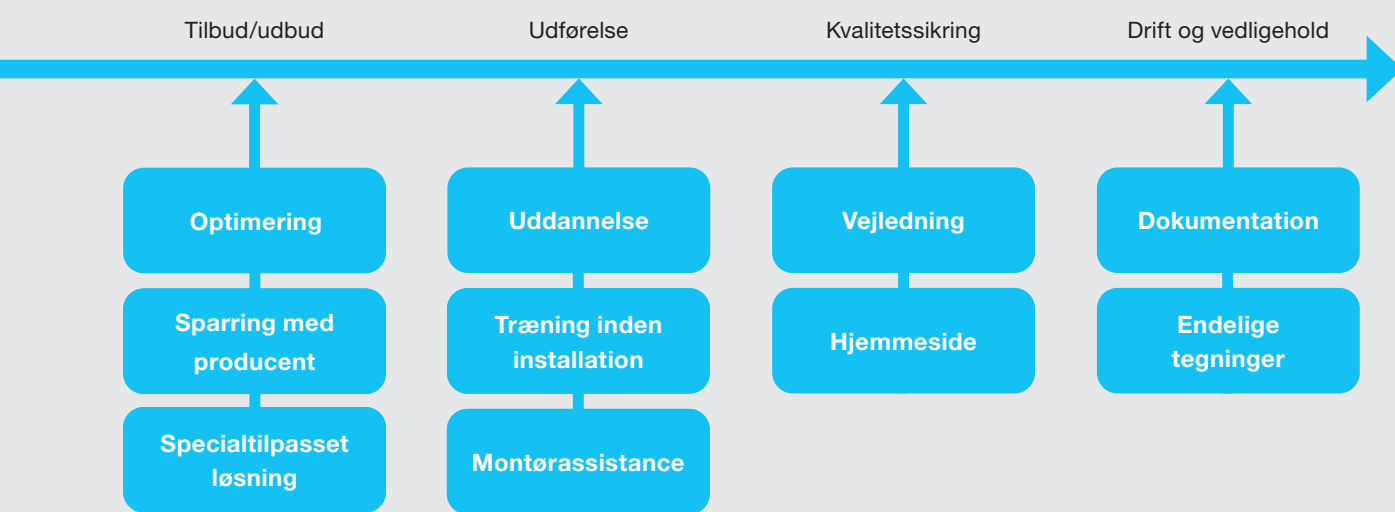 Tilbud/udbud
Udførelse
Kvalitetssikring
Drift og vedligehold
Optimering
Uddannelse
Vejledning
Dokumentation
Sparring med
producent
Træning inden
installation
Hjemmeside
Endelige
tegninger
Specialtilpasset
løsning
Montørassistance